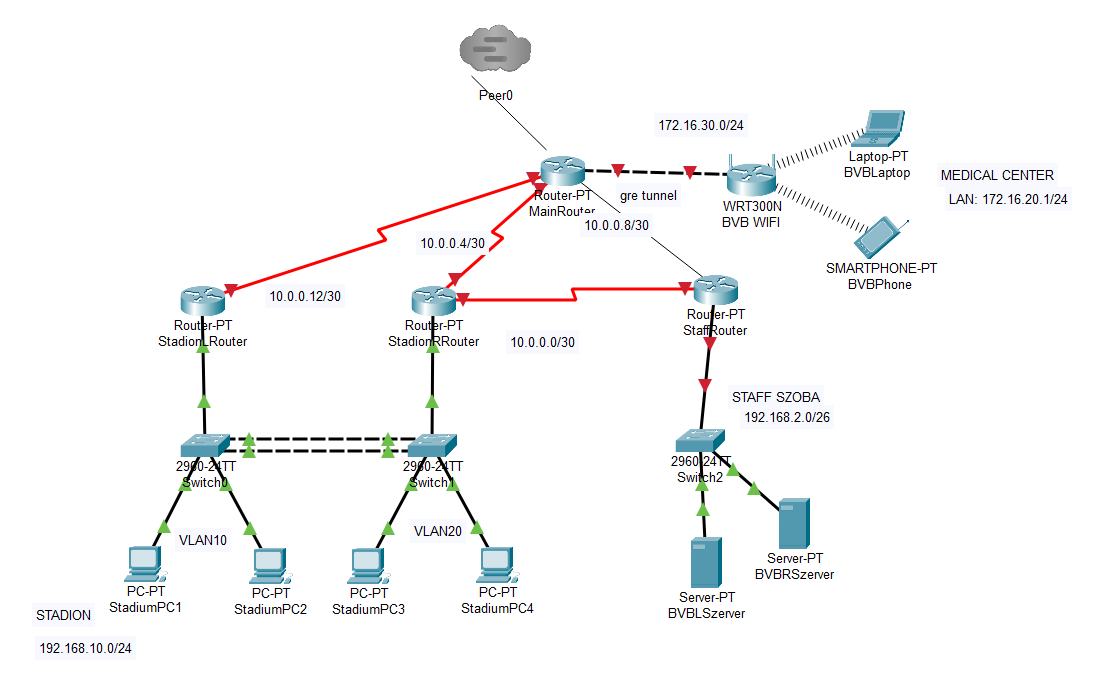 Peer0
172.16.30.0/24
Laptop-PT
BVBLaptop
MEDICAL CENTER
LAN: 172.16.20.1/24
Router-PT
MainRouter
gre tunnel
WRT300N
BVB WIFI
10.0.0.8/30
10.0.0.4/30
SMARTPHONE-PT
BVBPhone
10.0.0.12/30
Router-PT
StadionLRouter
Router-PT
StadionRRouter
Router-PT
StaffRouter
10.0.0.0/30
STAFF SZOBA
192.168.2.0/26
2960-24TT
Switch0
2960-24TT
Switch1
2960-24TT
Switch2
VLAN10
VLAN20
PC-PT
StadiumPC1
PC-PT
StadiumPC2
PC-PT
StadiumPC3
PC-PT
StadiumPC4
Server-PT
BVBRSzerver
Server-PT
BVBLSzerver
STADION
192.168.10.0/24